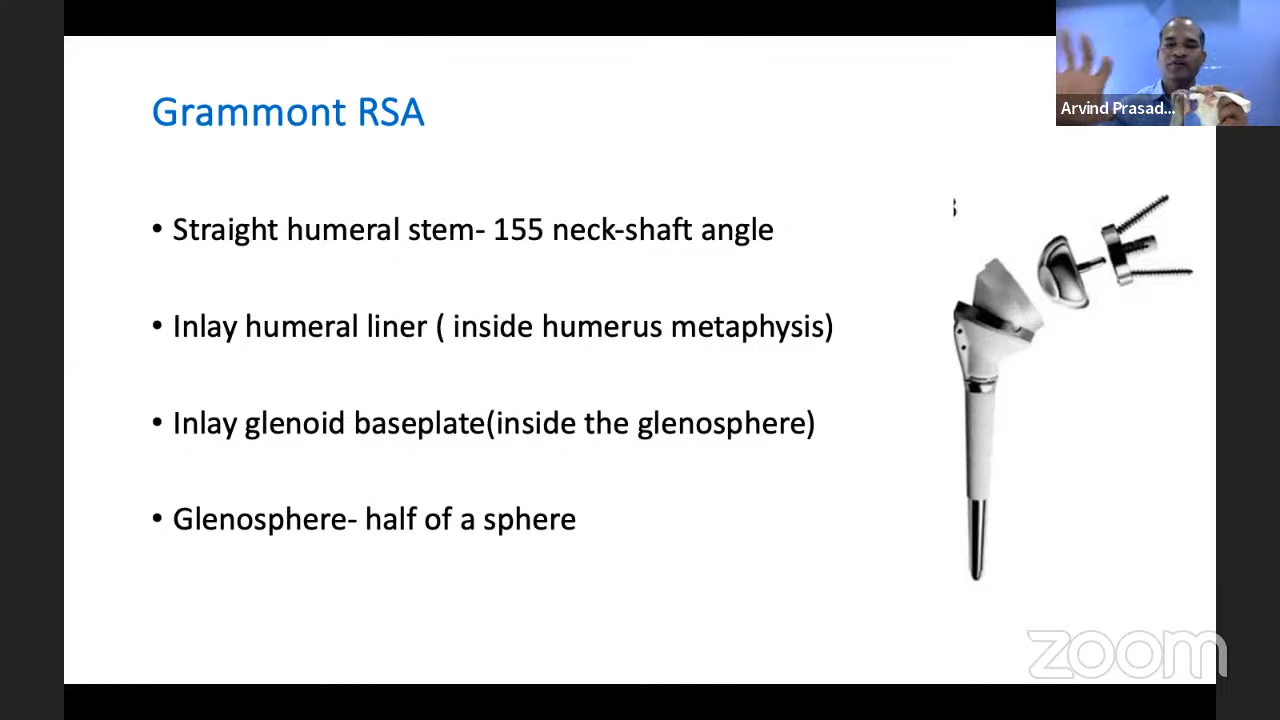 Grammont RSA
Arvind Prasad...
• Straight humeral stem- 155 neck-shaft angle
• Inlay humeral liner ( inside humerus metaphysis)
• Inlay glenoid baseplate(inside the glenosphere)
• Glenosphere- half of a sphere
zoom